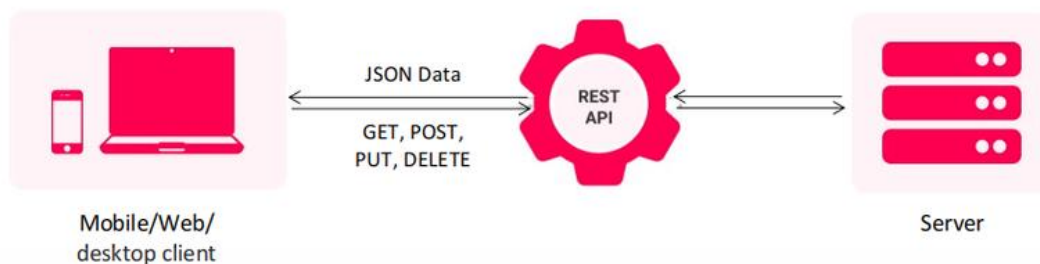 JSON Data
GET, POST,
PUT, DELETE
REST
API
Mobile/Web/
desktop client
Server